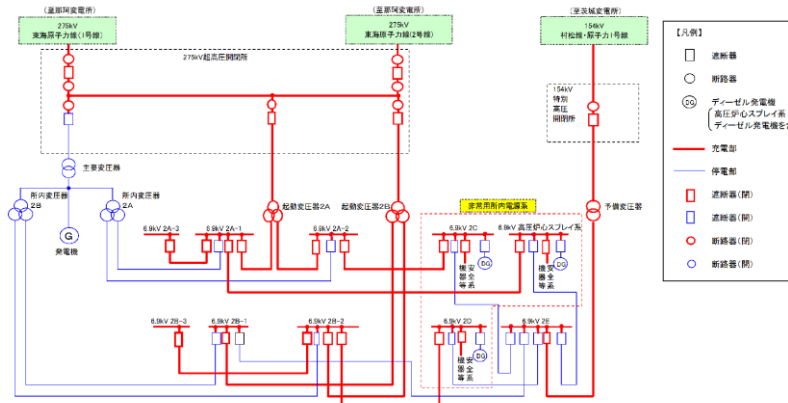 (至那珂変電所)
275kV
東海原子力線(1号線)
(至那珂変電所)
275kV
東海原子力線(2号線)
(至茨城変電所)
154kV
村松線・原子力1号線
275kV超高圧開閉所
154kV
特別
高圧
開閉所
主要変圧器
所内変圧器
2B
所内変圧器
2A
G
発電機
起動変圧器2A
起動変圧器2B
予備変圧器
非常用所内電源系
6.9kV 2A-3
6.9kV 2A-1
6.9kV 2A-2
6.9kV 2C
6.9kV 高圧炉心スプレイ系
DG
DG
機器等
安全系
機器等
安全系
6.9kV 2B-3
6.9kV 2B-1
6.9kV 2B-2
6.9kV 2D
6.9kV 2E
DG
機器等
安全系
【凡例】
遮断器
断路器
DG
ディーゼル発電機
高圧炉心スプレイ系
ディーゼル発電機を含
充電部
停電部
遮断器(閉)
遮断器(開)
断路器(閉)
断路器(開)